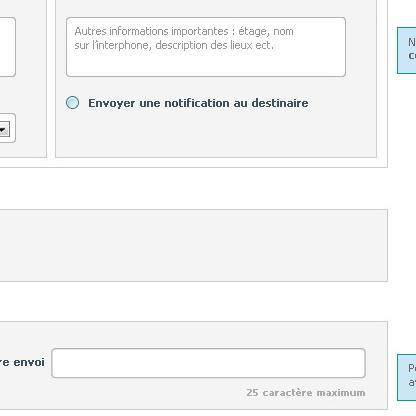 Autres informations importantes : étage, nom
sur l'interphone, description des lieux ect.
Envoyer une notification au destinaire
envoi
25 caractère maximum